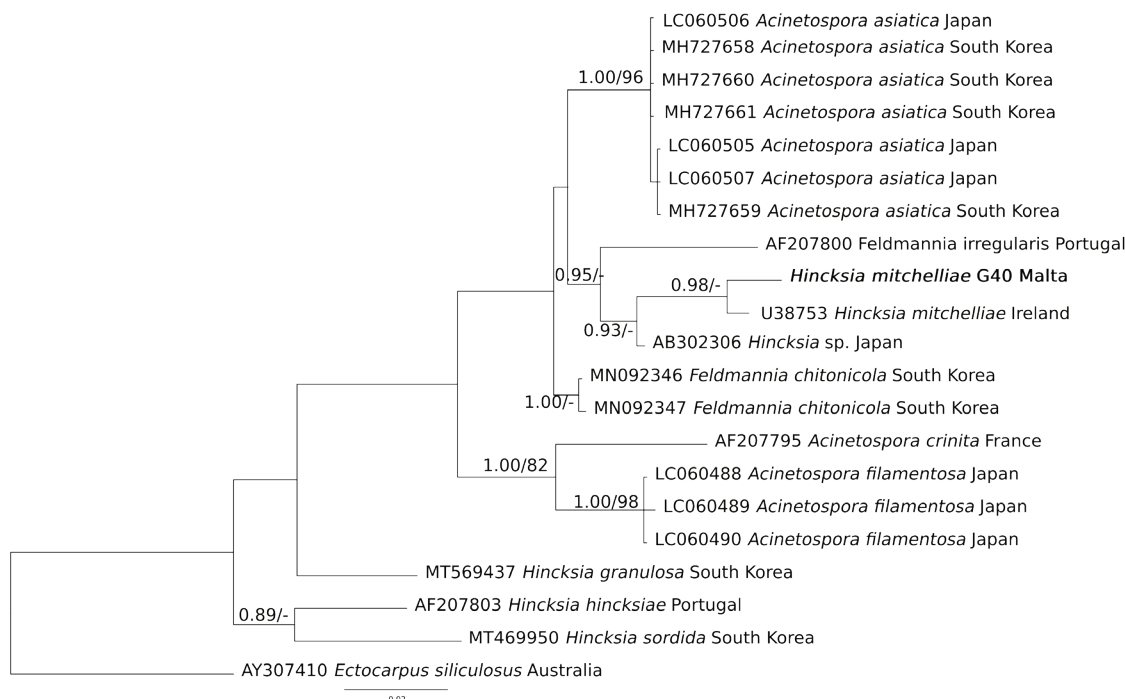 LC060506 Acinetospora asiatica Japan
MH727658 Acinetospora asiatica South Korea
1.00/96
MH727660 Acinetospora asiatica South Korea
MH727661 Acinetospora asiatica South Korea
LC060505 Acinetospora asiatica Japan
LC060507 Acinetospora asiatica Japan
MH727659 Acinetospora asiatica South Korea
AF207800 Feldmannia irregularis Portugal
0.95/-
Hincksia mitchelliae G40 Malta
0.98/-
U38753 Hincksia mitchelliae Ireland
0.93/-
AB302306 Hincksia sp. Japan
MN092346 Feldmannia chitonicola South Korea
1.00/-
MN092347 Feldmannia chitonicola South Korea
AF207795 Acinetospora crinita France
1.00/82
LC060488 Acinetospora filamentosa Japan
1.00/98
LC060489 Acinetospora filamentosa Japan
LC060490 Acinetospora filamentosa Japan
MT569437 Hincksia granulosa South Korea
AF207803 Hincksia hincksiae Portugal
0.89/-
MT469950 Hincksia sordida South Korea
AY307410 Ectocarpus siliculosus Australia